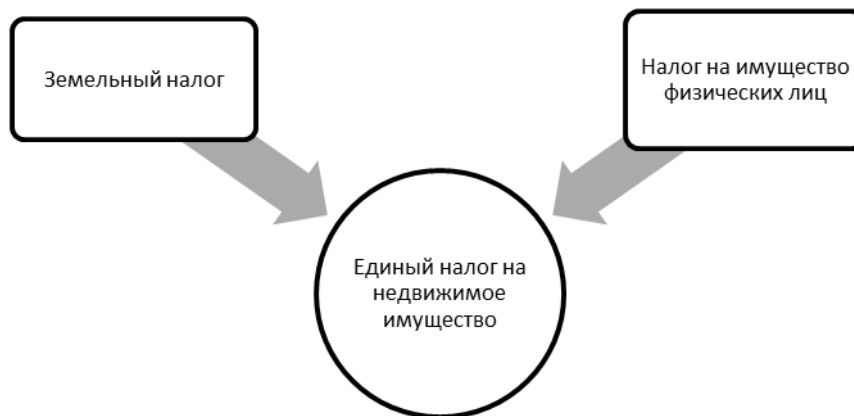 Земельный налог
Налог на имущество
физических лиц
Единый налог на
недвижимое
имущество